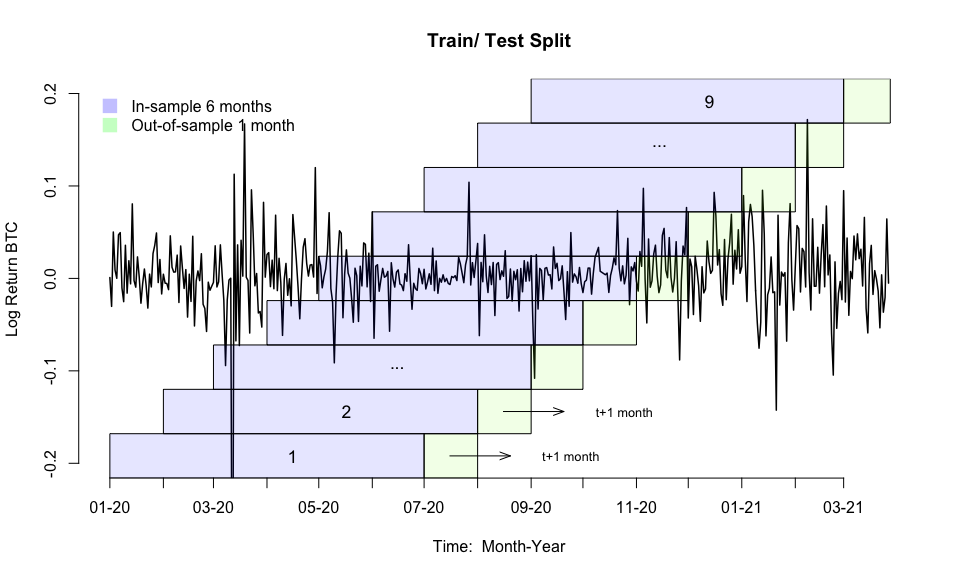 Train/ Test Split
In-sample 6 months
Out-of-sample 1 month
9
...
...
2
t+1 month
1
t+1 month
0.2
0.1
0.0
-0.1
-0.2
Log Return BTC
01-20 03-20 05-20 07-20 09-20 11-20 01-21 03-21
Time: Month-Year